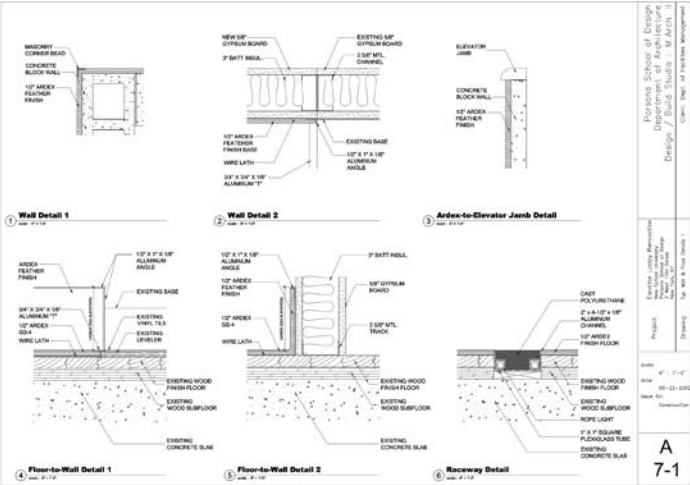 MASONRY
CORNER BEAD
CONCRETE
BLOCK WALL
1/2" ARDEX
FEATHER
FINISH
1 Wall Detail 1
NEW 5/8"
GYPSUM BOARD
3" BATT INSUL.
EXISTING 5/8"
GYPSUM BOARD
3 5/8" MTL.
CHANNEL
1/2" ARDEX
FEATEHER
FINISH BASE
WIRE LATH
3/4" X 3/4" X 1/8"
ALUMINUM "T"
EXISTING BASE
1/2" X 1" X 1/8"
ALUMINUM
ANGLE
2 Wall Detail 2
ELEVATOR
JAMB
CONCRETE
BLOCK WALL
1/2" ARDEX
FEATHER
FINISH
3 Ardex-to-Elevator Jamb Detail
ARDEX
FEATHER
FINISH
3/4" X 3/4" X 1/8"
ALUMINUM "T"
1/2" ARDEX
GS-4
WIRE LATH
1/2" X 1" X 1/8"
ALUMINUM
ANGLE
EXISTING BASE
EXISTING
VINYL TILE
EXISTING
LEVELER
EXISTING WOOD
FINISH FLOOR
EXISTING
WOOD SUBFLOOR
EXISTING
CONCRETE SLAB
4 Floor-to-Wall Detail 1
1/2" X 1" X 1/8"
ALUMINUM
ANGLE
1/2" ARDEX
FEATHER
FINISH
1/2" ARDEX
GS-4
WIRE LATH
3" BATT INSUL.
5/8" GYPSUM
BOARD
3 5/8" MTL.
TRACK
EXISTING WOOD
FINISH FLOOR
EXISTING
WOOD SUBFLOOR
EXISTING
CONCRETE SLAB
5 Floor-to-Wall Detail 2
CAST
POLYURETHANE
2" x 4-1/2" x 1/8"
ALUMINUM
CHANNEL
1/2" ARDEX
FINISH FLOOR
EXISTING WOOD
FINISH FLOOR
EXISTING
WOOD SUBFLOOR
ROPE LIGHT
1" X 1" SQUARE
PLEXIGLASS TUBE
EXISTING
CONCRETE SLAB
6 Raceway Detail
Parsons School of Design
Department of Architecture
Design / Build Studio : M.Arch. II
Client: Dept. of Facilities Management
Project:
Elevator Lobby Renovation
Drawing:
A
7-1